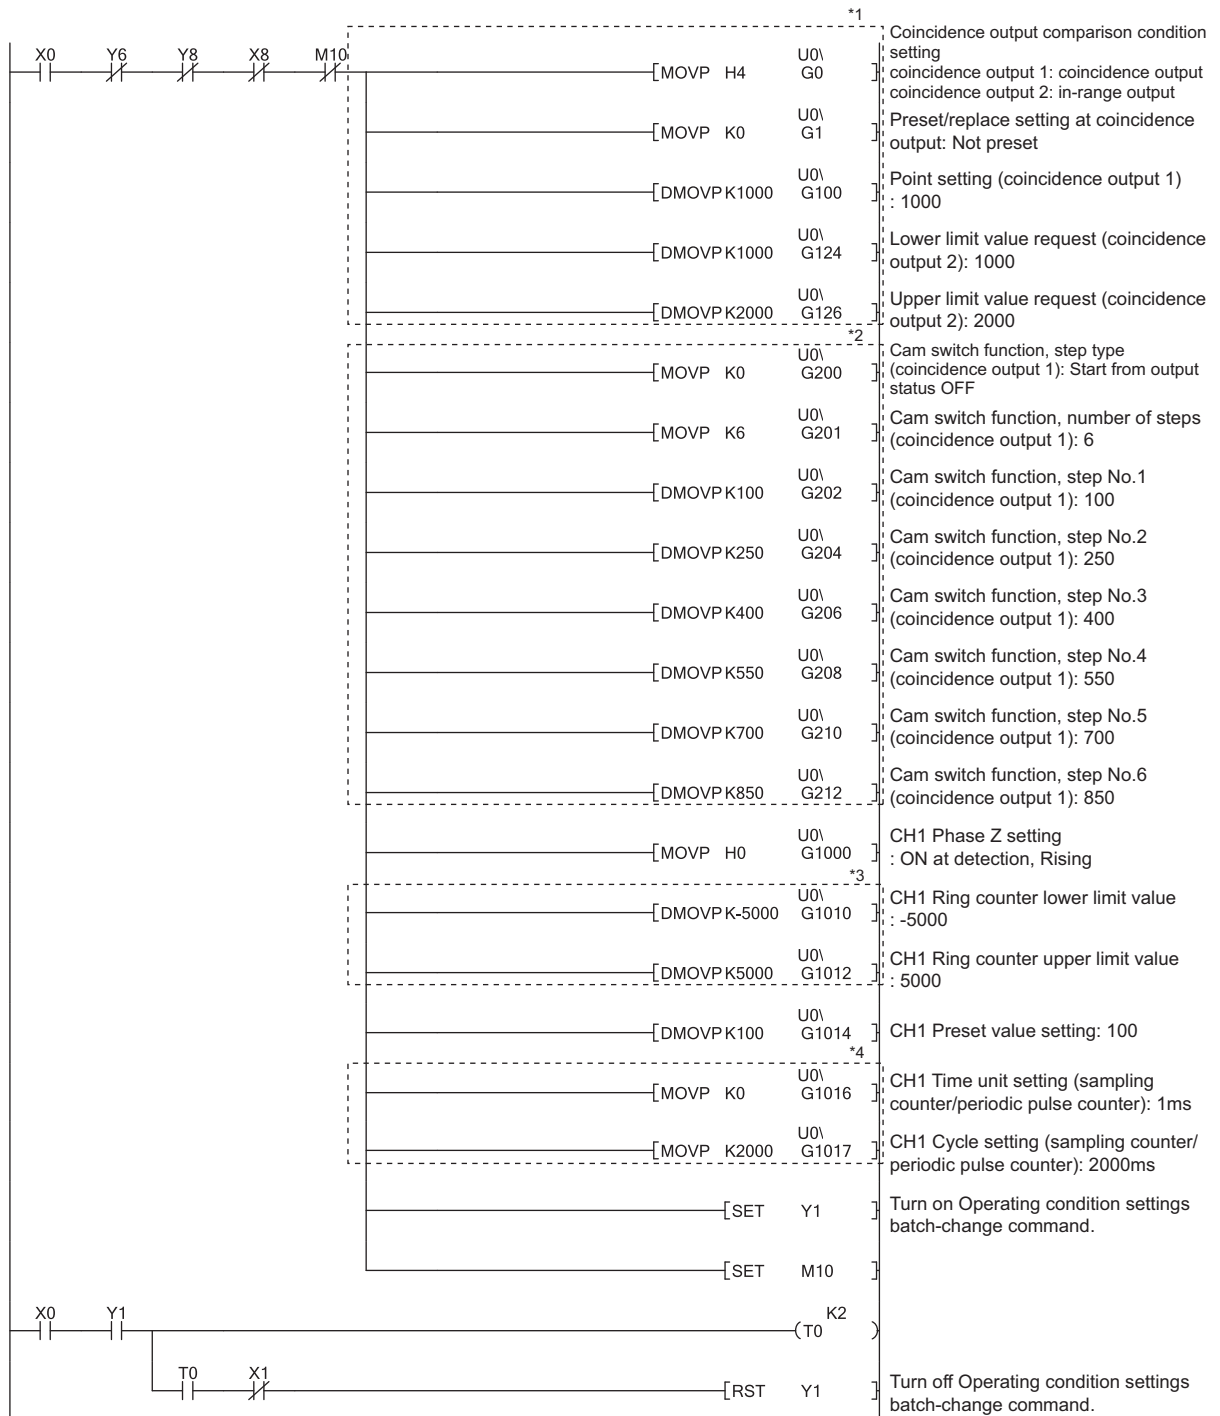 *1
X0 Y6 Y8 X8 M10
[MOVP H4 U0\ G0 ]
Coincidence output comparison condition
setting
coincidence output 1: coincidence output
coincidence output 2: in-range output
[MOVP K0 U0\ G1 ]
Preset/replace setting at coincidence
output: Not preset
[DMOVP K1000 U0\ G100 ]
Point setting (coincidence output 1)
: 1000
[DMOVP K1000 U0\ G124 ]
Lower limit value request (coincidence
output 2): 1000
[DMOVP K2000 U0\ G126 ]
Upper limit value request (coincidence
output 2): 2000
*2
[MOVP K0 U0\ G200 ]
Cam switch function, step type
(coincidence output 1): Start from output
status OFF
[MOVP K6 U0\ G201 ]
Cam switch function, number of steps
(coincidence output 1): 6
[DMOVP K100 U0\ G202 ]
Cam switch function, step No.1
(coincidence output 1): 100
[DMOVP K250 U0\ G204 ]
Cam switch function, step No.2
(coincidence output 1): 250
[DMOVP K400 U0\ G206 ]
Cam switch function, step No.3
(coincidence output 1): 400
[DMOVP K550 U0\ G208 ]
Cam switch function, step No.4
(coincidence output 1): 550
[DMOVP K700 U0\ G210 ]
Cam switch function, step No.5
(coincidence output 1): 700
[DMOVP K850 U0\ G212 ]
Cam switch function, step No.6
(coincidence output 1): 850
[MOVP H0 U0\ G1000 ]
CH1 Phase Z setting
: ON at detection, Rising
*3
[DMOVP K-5000 U0\ G1010 ]
CH1 Ring counter lower limit value
: -5000
[DMOVP K5000 U0\ G1012 ]
CH1 Ring counter upper limit value
: 5000
[DMOVP K100 U0\ G1014 ]
CH1 Preset value setting: 100
*4
[MOVP K0 U0\ G1016 ]
CH1 Time unit setting (sampling
counter/periodic pulse counter): 1ms
[MOVP K2000 U0\ G1017 ]
CH1 Cycle setting (sampling counter/
periodic pulse counter): 2000ms
[SET Y1 ]
Turn on Operating condition settings
batch-change command.
[SET M10 ]
X0 Y1 K2
(T0 )
T0 X1
[RST Y1 ]
Turn off Operating condition settings
batch-change command.